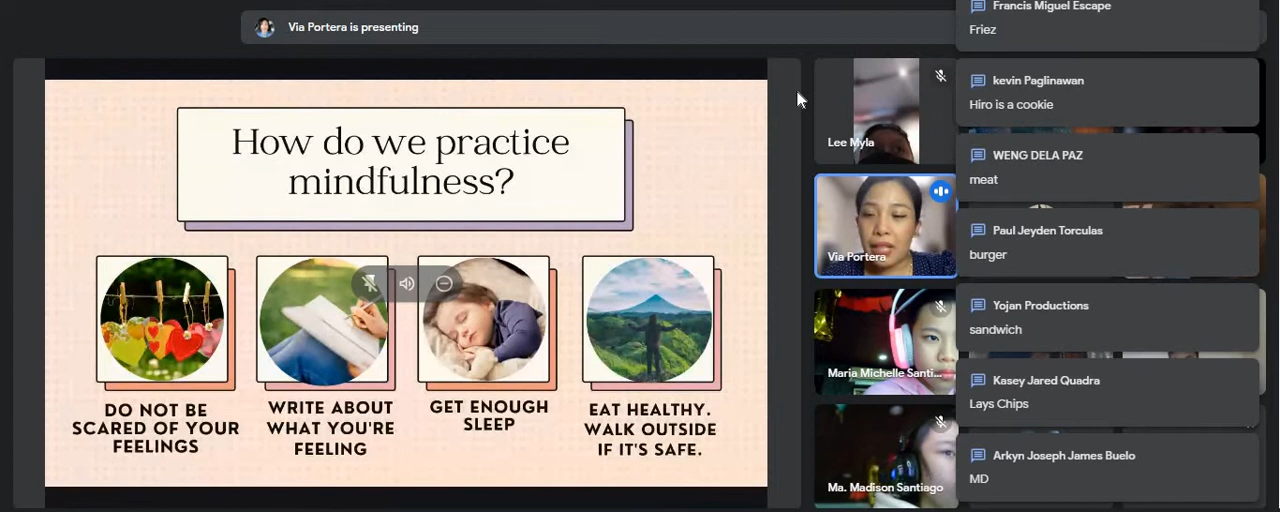 Via Portera is presenting
How do we practice
mindfulness?
DO NOT BE
SCARED OF YOUR
FEELINGS
WRITE ABOUT
WHAT YOU'RE
FEELING
GET ENOUGH
SLEEP
EAT HEALTHY.
WALK OUTSIDE
IF IT'S SAFE.
Lee Myla
Via Portera
Maria Michelle Santi...
Ma. Madison Santiago
Francis Miguel Escape
Friez
kevin Paglinawan
Hiro is a cookie
WENG DELA PAZ
meat
Paul Jeyden Torculas
burger
Yojan Productions
sandwich
Kasey Jared Quadra
Lays Chips
Arkyn Joseph James Buelo
MD